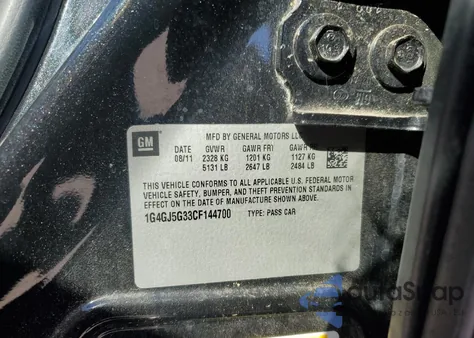 MFD BY GENERAL MOTORS LLC
GM
DATE GVWR GAWR FRT GAWR RR
08/11 2328 KG 1201 KG 1127 KG
5131 LB 2647 LB 2484 LB
THIS VEHICLE CONFORMS TO ALL APPLICABLE U.S. FEDERAL MOTOR
VEHICLE SAFETY, BUMPER, AND THEFT PREVENTION STANDARDS IN
EFFECT ON THE DATE OF MANUFACTURE SHOWN ABOVE.
1G4GJ5G33CF144700 TYPE: PASS CAR